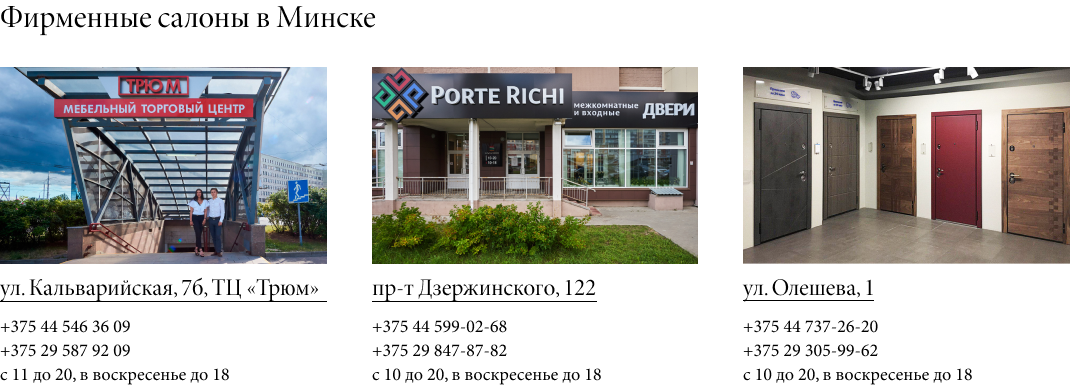 Фирменные салоны в Минске
ТРЮМ
МЕБЕЛЬНЫЙ ТОРГОВЫЙ ЦЕНТР
PORTE RICHI
межкомнатные
и входные
ДВЕРИ
ул. Кальварийская, 7б, ТЦ «Трюм»
+375 44 546 36 09
+375 29 587 92 09
с 11 до 20, в воскресенье до 18
пр-т Дзержинского, 122
+375 44 599-02-68
+375 29 847-87-82
с 10 до 20, в воскресенье до 18
ул. Олешева, 1
+375 44 737-26-20
+375 29 305-99-62
с 10 до 20, в воскресенье до 18